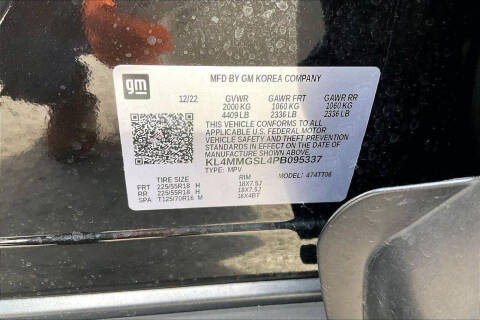 gm
MFD BY GM KOREA COMPANY
12/22 GVWR GAWR FRT GAWR RR
2000 KG 1060 KG 1060 KG
4409 LB 2336 LB 2336 LB
THIS VEHICLE CONFORMS TO ALL
APPLICABLE U.S. FEDERAL MOTOR
VEHICLE SAFETY AND THEFT PREVENTION
STANDARDS IN EFFECT ON THE DATE OF
MANUFACTURE SHOWN ABOVE.
KL4MMGSL4PB095337
TYPE: MPV MODEL: 4TT06
TIRE SIZE RIM
FRT 225/55R18 H 18X7.5J
RR 225/55R18 H 18X7.5J
SPA T125/70R16 M 16X4BT